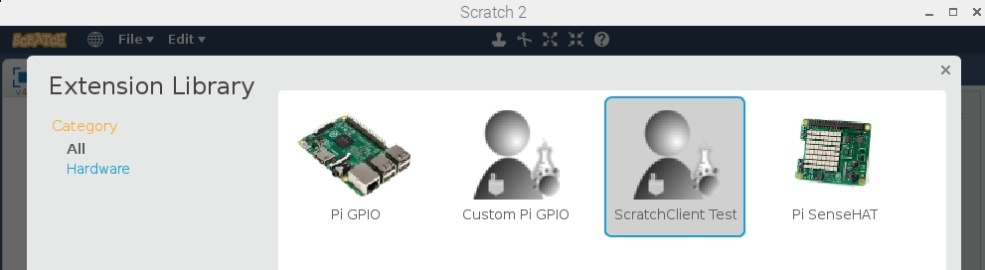 Scratch 2
SCRATCH File Edit
Extension Library
Category
All
Hardware
Pi GPIO
Custom Pi GPIO
ScratchClient Test
Pi SenseHAT